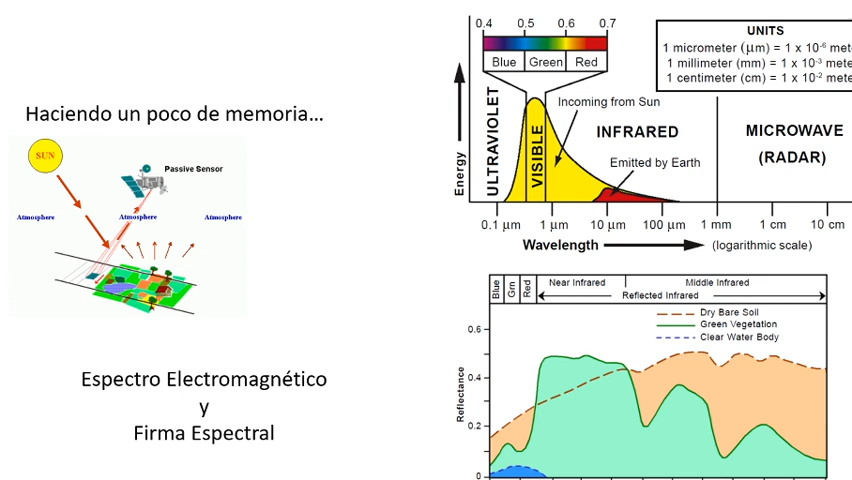 Haciendo un poco de memoria...
SUN
Passive Sensor
Atmosphere
Atmosphere
Atmosphere
Espectro Electromagnético
y
Firma Espectral
0.4 0.5 0.6 0.7
Blue Green Red
UNITS
1 micrometer (µm) = 1 x 10-6 mete
1 millimeter (mm) = 1 x 10-3 mete
1 centimeter (cm) = 1 x 10-2 mete
Incoming from Sun
ULTRAVIOLET
VISIBLE
INFRARED
MICROWAVE
(RADAR)
Emitted by Earth
Energy
0.1 µm 1 µm 10 µm 100 µm 1 mm 1 cm 10 cm
Wavelength (logarithmic scale)
Blue Grn Red Near Infrared Middle Infrared
Reflected Infrared
Dry Bare Soil
Green Vegetation
Clear Water Body
Reflectance
0.6
0.4
0.2
0